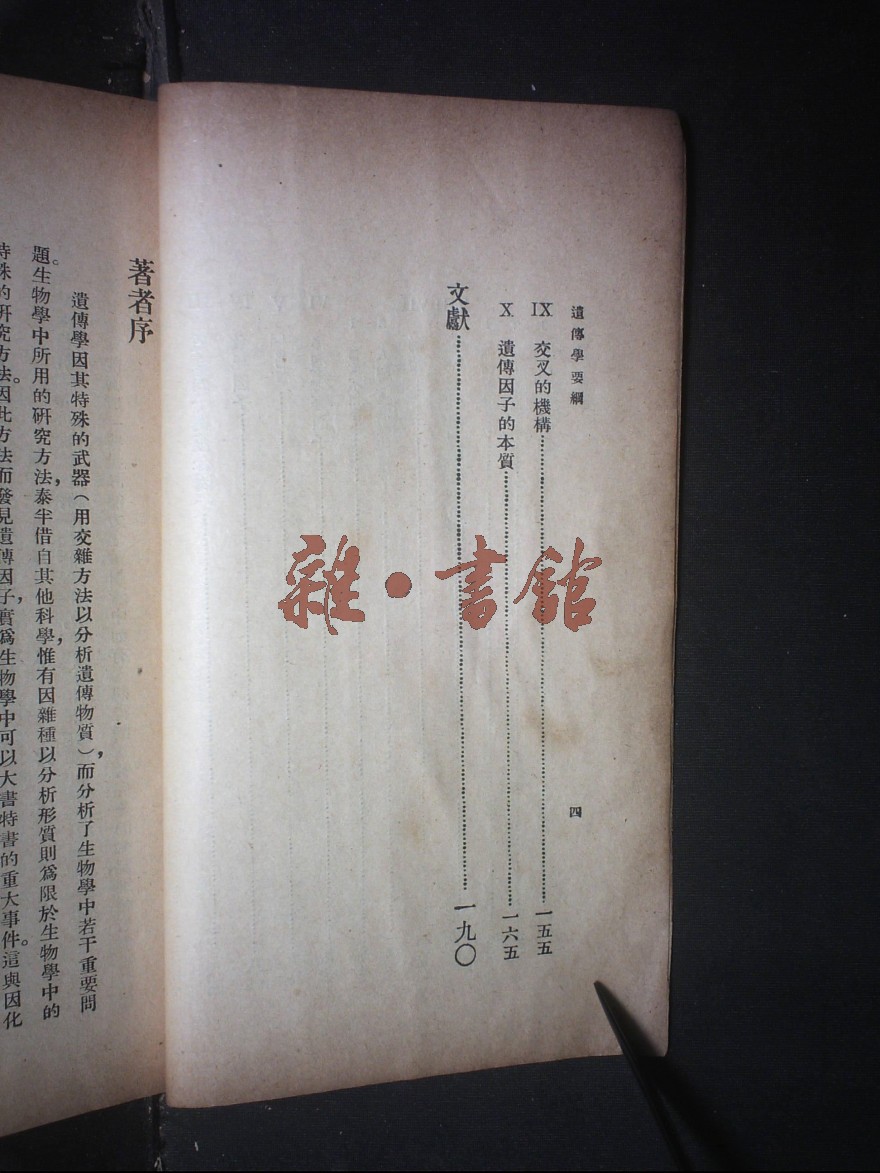 遺傳學要綱
四
IX 交叉的機構……一五五
X 遺傳因子的本質……一六五
文獻……一九〇
雜·書館
著者序
遺傳學因其特殊的武器（用交雜方法以分析遺傳物質），而分析了生物學中若干重要問
題。生物學中所用的研究方法，泰半借自其他科學，惟有因雜種以分析形質則爲限於生物學中的
特殊的研究方法。因此方法而發見遺傳因子，實爲生物學中可以大書特書的重大事件。這與因化